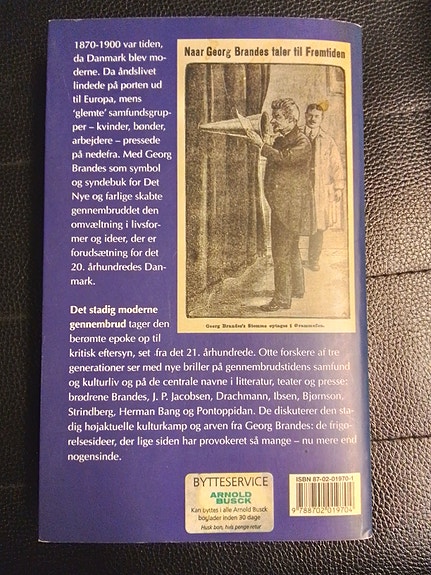 1870-1900 var tiden,
da Danmark blev mo-
derne. Da åndslivet
lindede på porten ud
til Europa, mens
'glemte' samfundsgrup-
per – kvinder, bønder,
arbejdere – pressede
på nedefra. Med Georg
Brandes som symbol
og syndebuk for Det
Nye og farlige skabte
gennembruddet den
omvæltning i livsfor-
mer og ideer, der er
forudsætning for det
20. århundredes Dan-
mark.
Naar Georg Brandes taler til Fremtiden
Georg Brandes's Stemme optages i Grammofon.
Det stadig moderne
gennembrud tager den
berømte epoke op til
kritisk eftersyn, set fra det 21. århundrede. Otte forskere af tre
generationer ser med nye briller på gennembrudstidens samfund
og kulturliv og på de centrale navne i litteratur, teater og presse:
brødrene Brandes, J. P. Jacobsen, Drachmann, Ibsen, Bjørnson,
Strindberg, Herman Bang og Pontoppidan. De diskuterer den sta-
dig højaktuelle kulturkamp og arven fra Georg Brandes: de frigø-
relsesideer, der lige siden har provokeret så mange – nu mere end
nogensinde.
BYTTESERVICE
ARNOLD
BUSCK
Kan byttes i alle Arnold Busck
boglader inden 30 dage
Husk bon, hvis penge retur
ISBN 87-02-01970-1
9 788702 019704